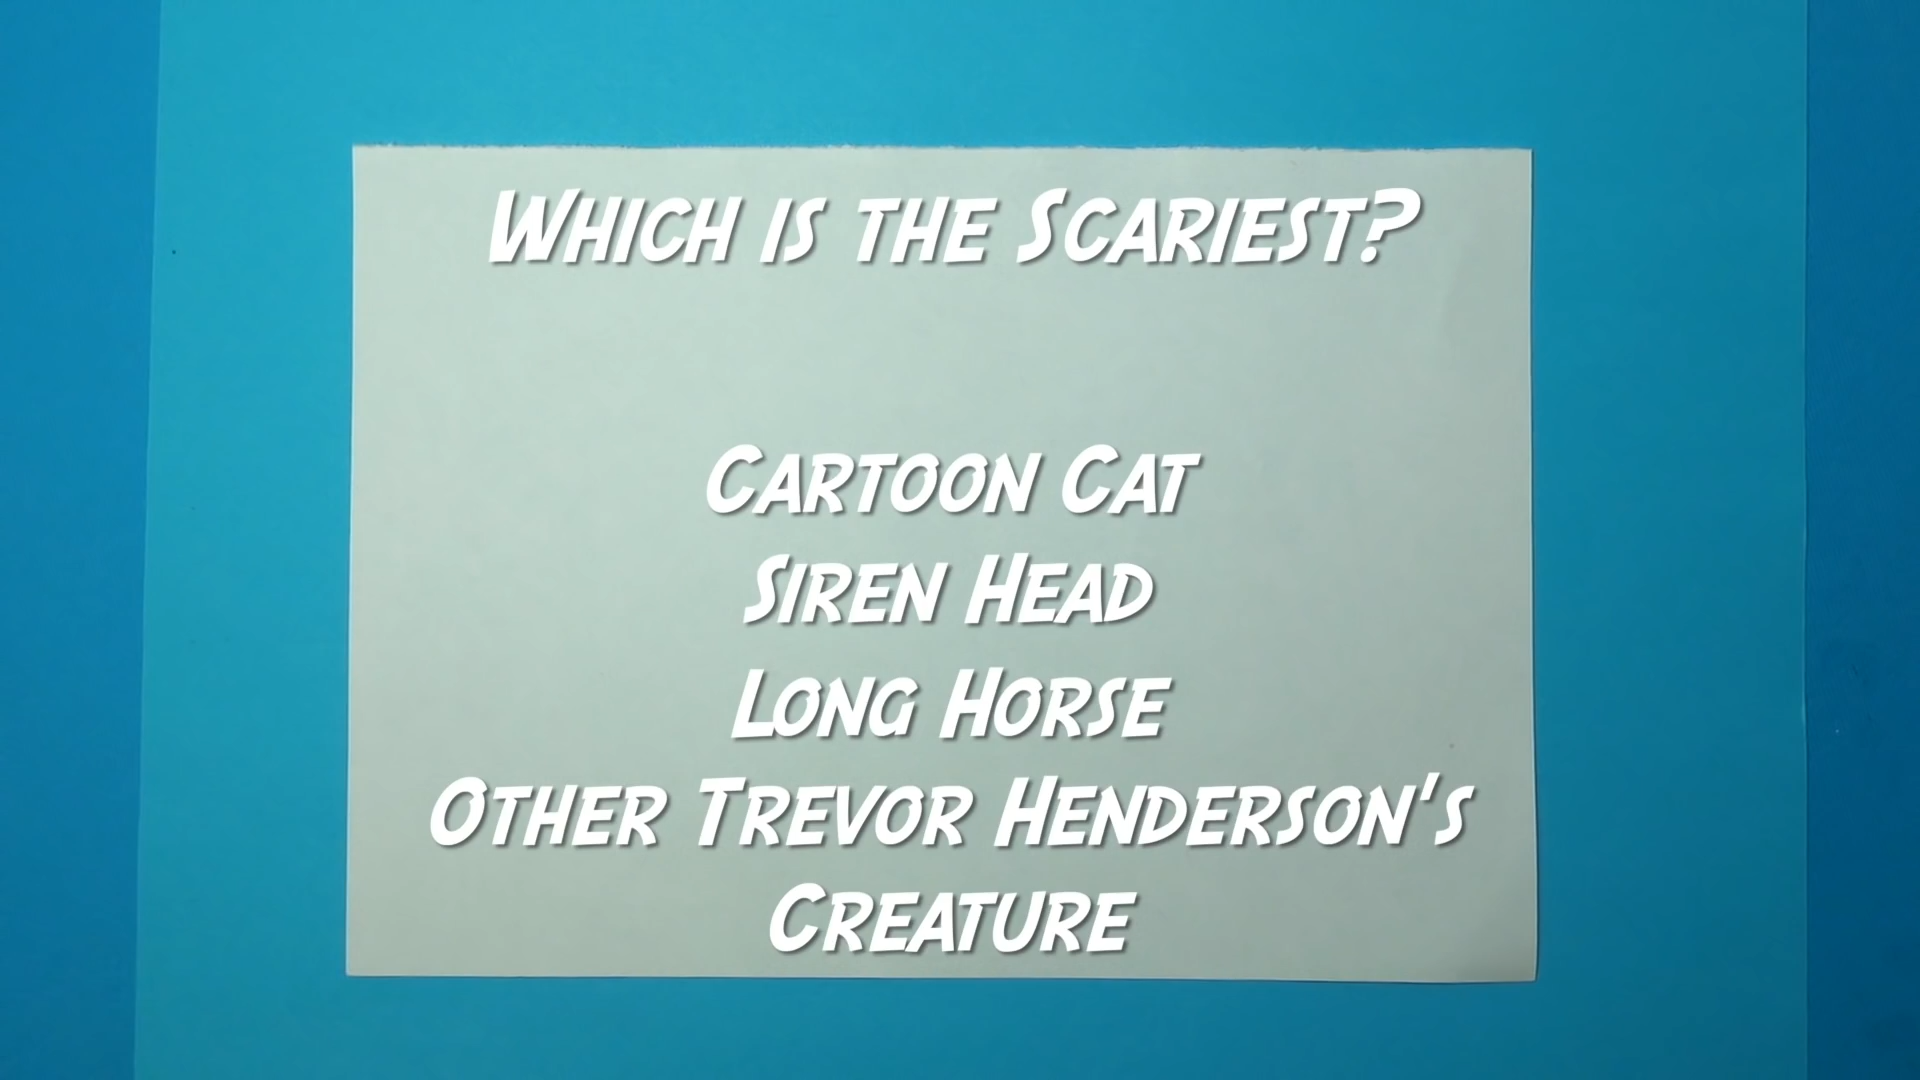 Which is the Scariest?
Cartoon Cat
Siren Head
Long Horse
Other Trevor Henderson's
Creature